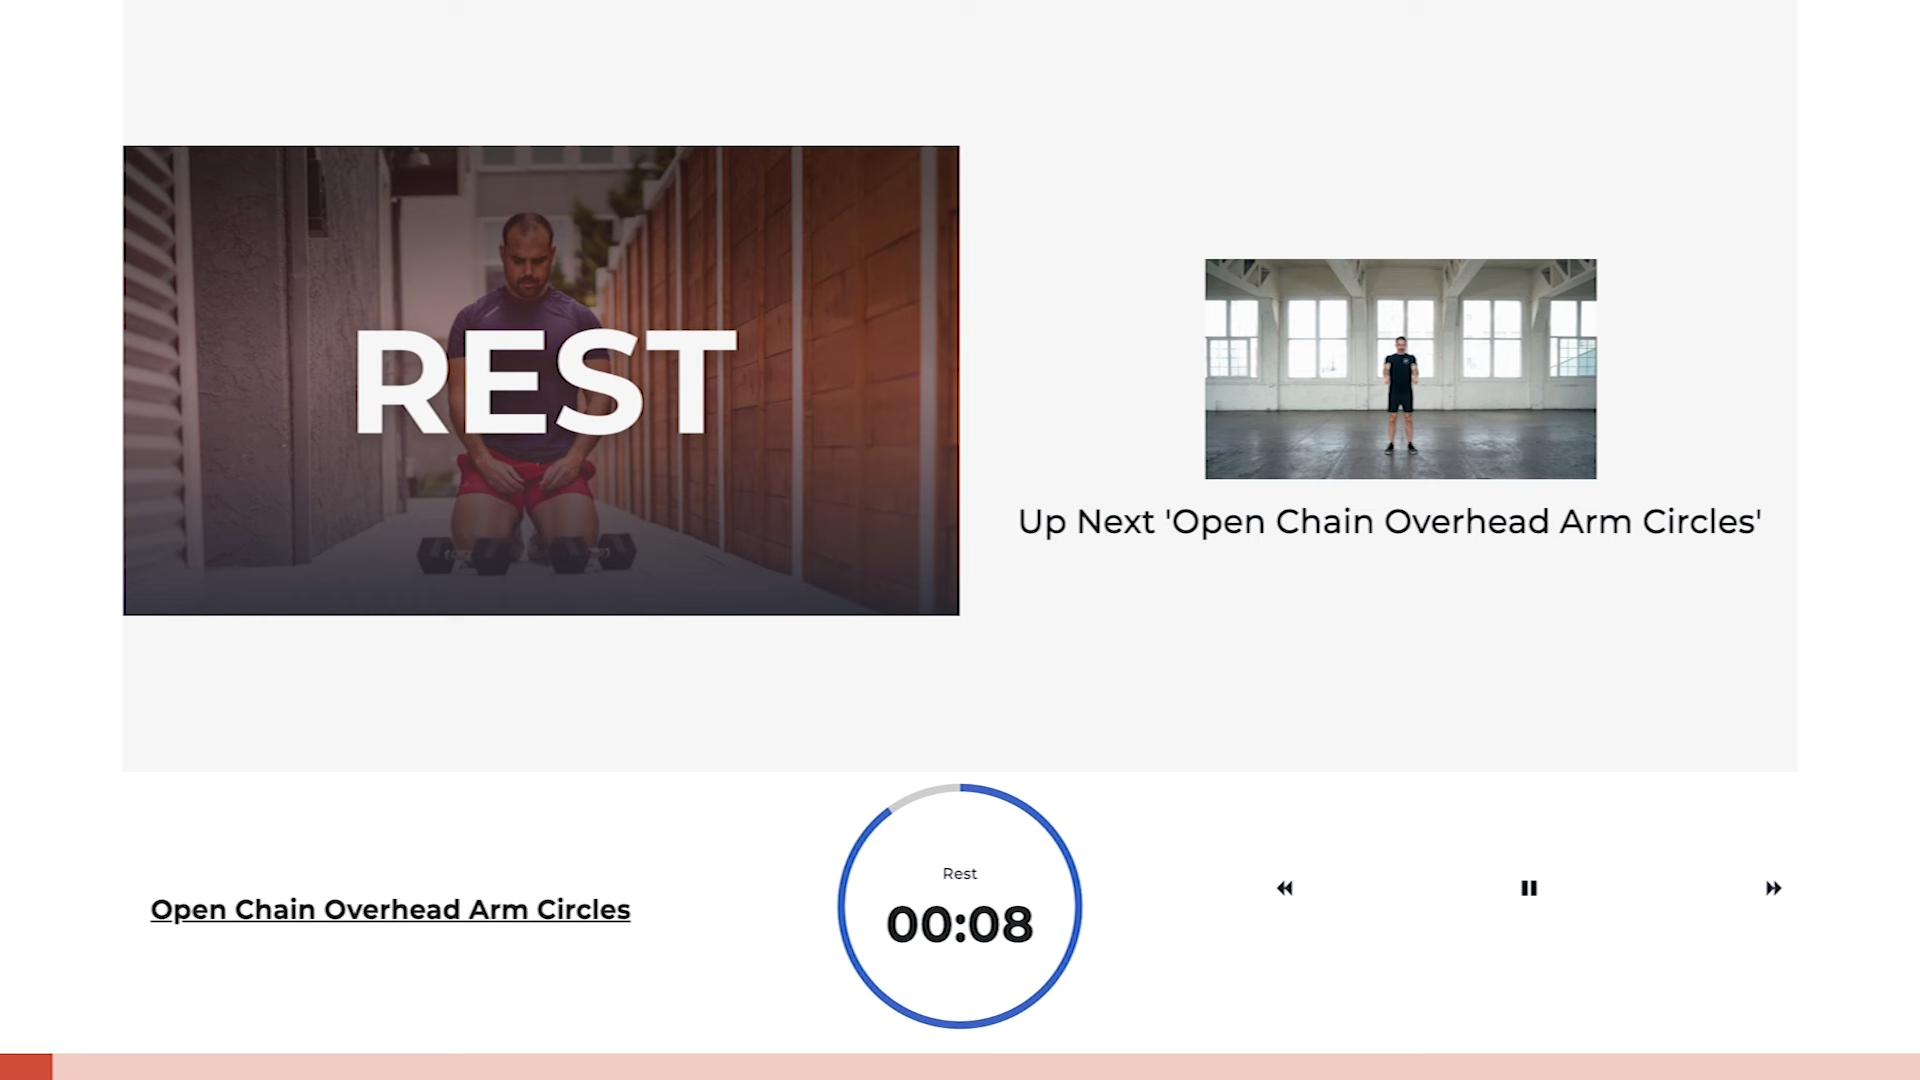 REST
Up Next 'Open Chain Overhead Arm Circles'
Open Chain Overhead Arm Circles
Rest
00:08